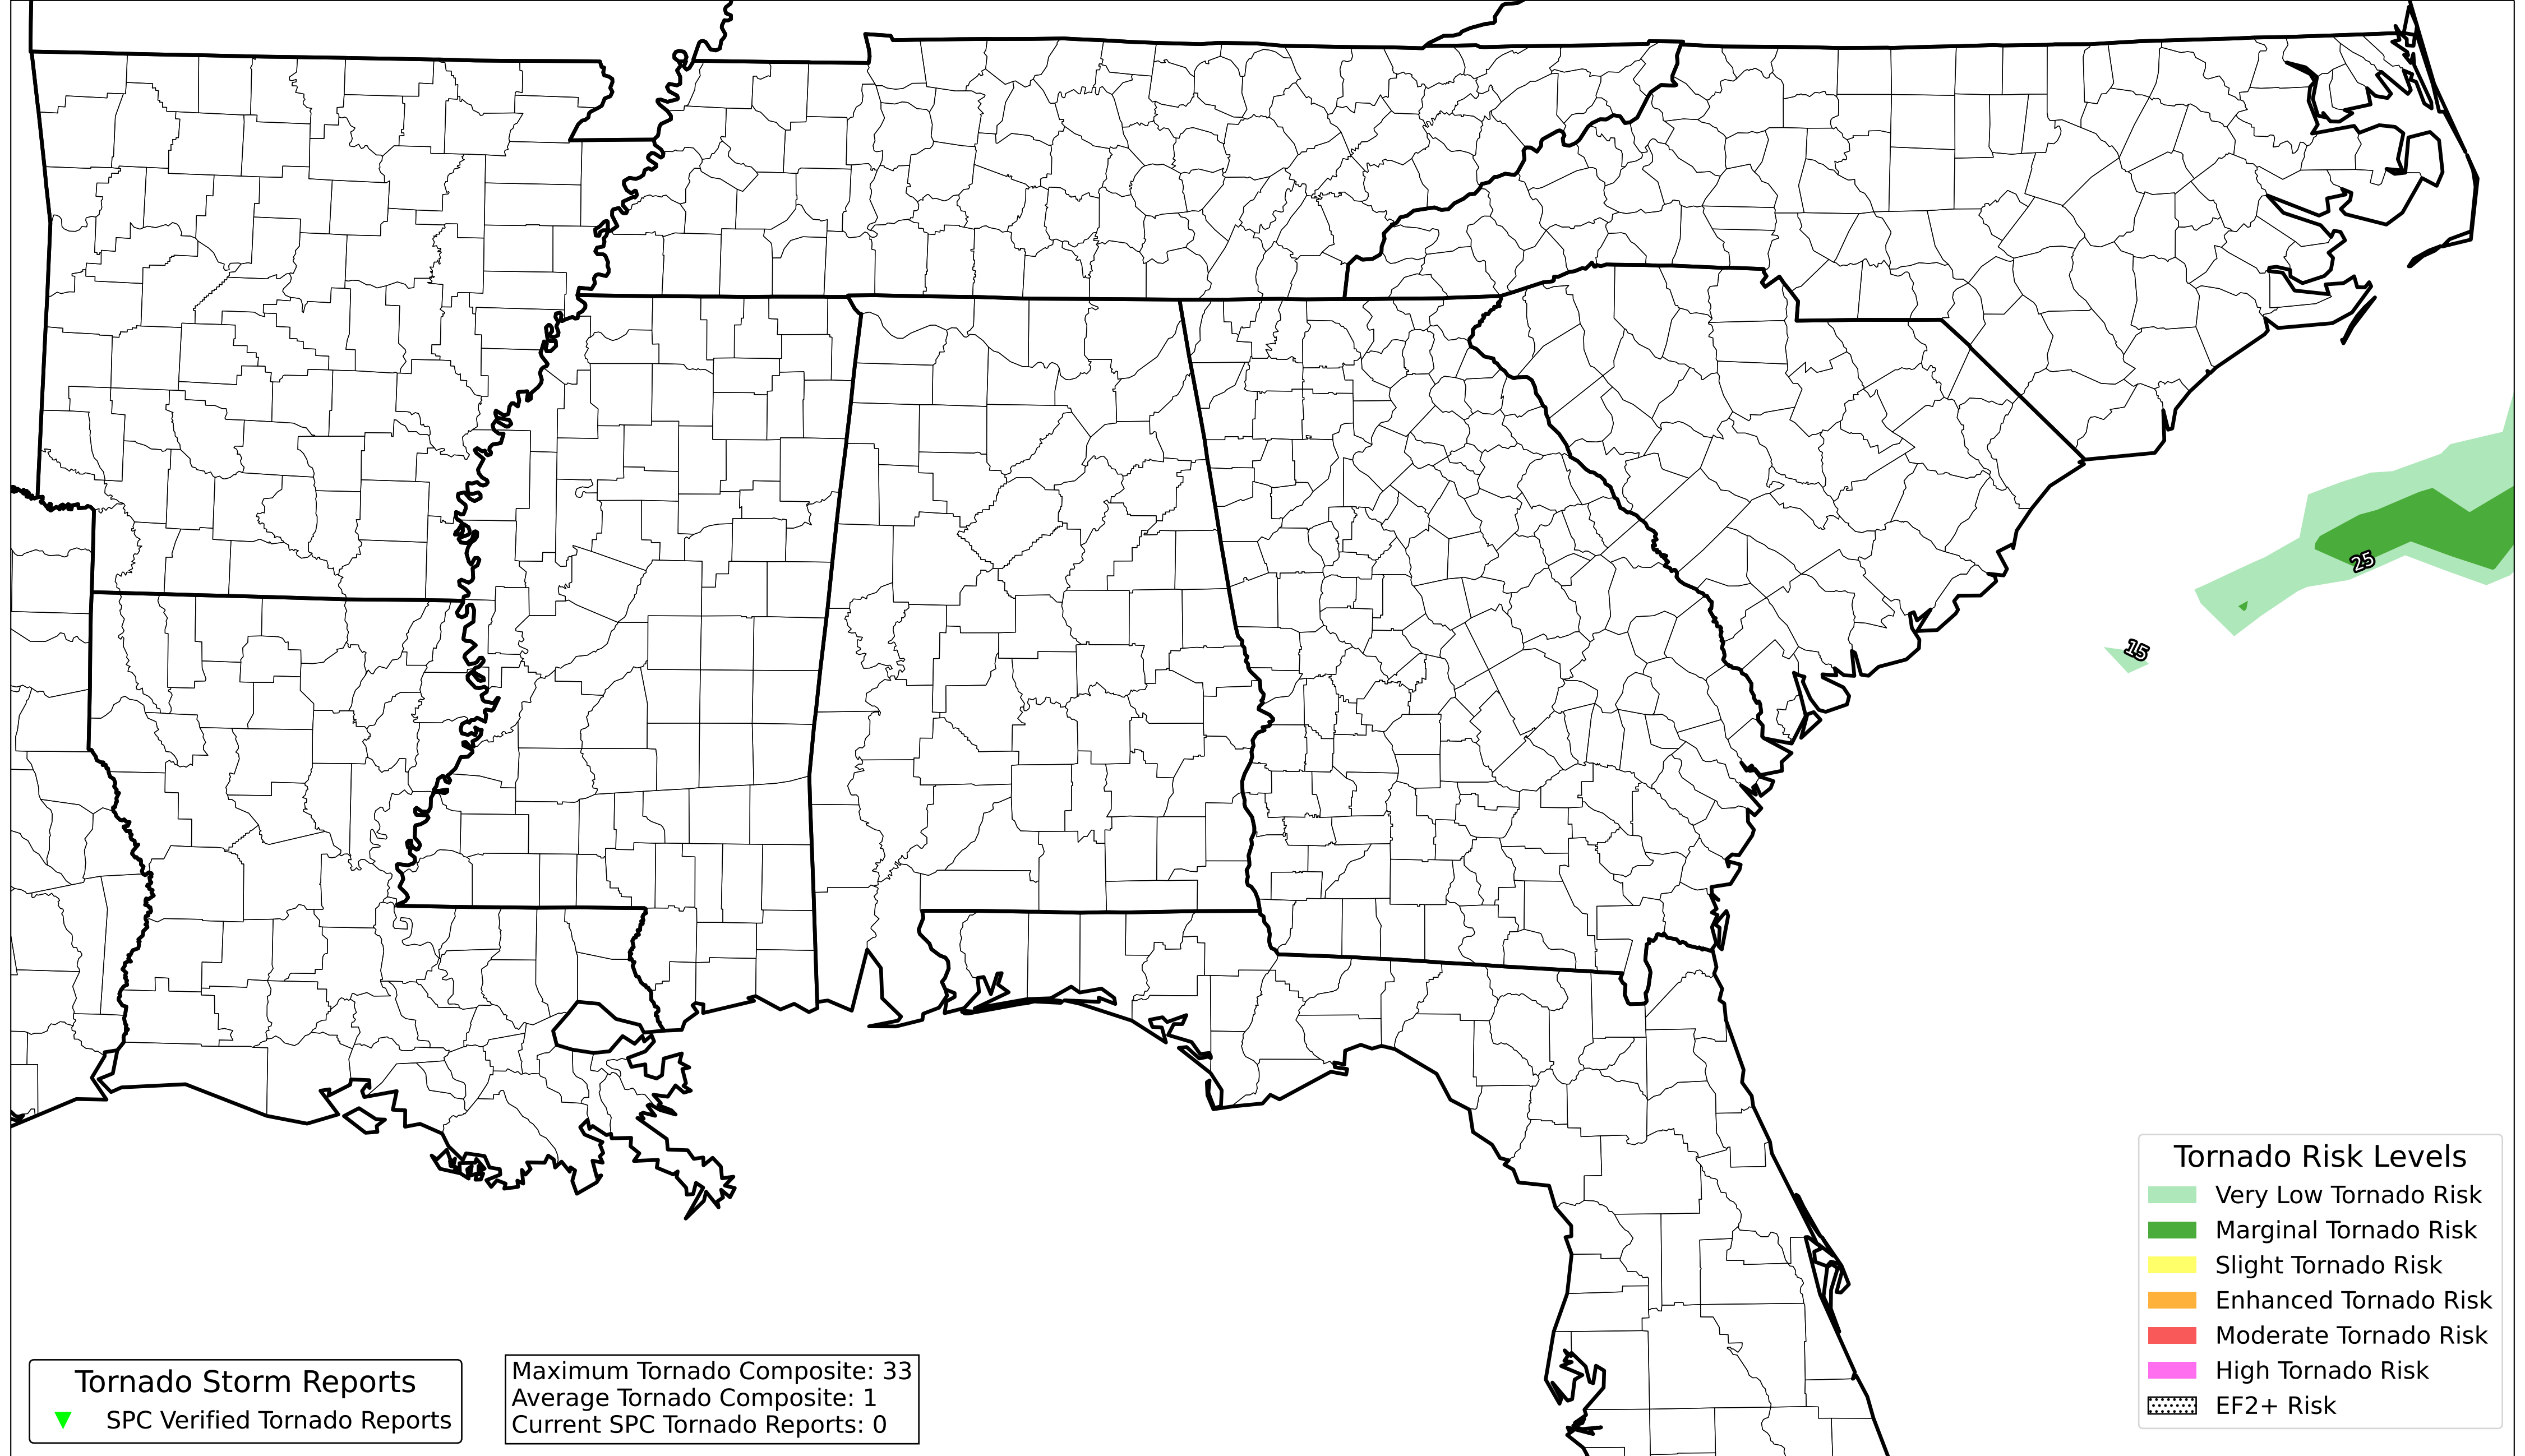 25
15
Tornado Risk Levels
Very Low Tornado Risk
Marginal Tornado Risk
Slight Tornado Risk
Enhanced Tornado Risk
Moderate Tornado Risk
High Tornado Risk
EF2+ Risk
Tornado Storm Reports
SPC Verified Tornado Reports
Maximum Tornado Composite: 33
Average Tornado Composite: 1
Current SPC Tornado Reports: 0